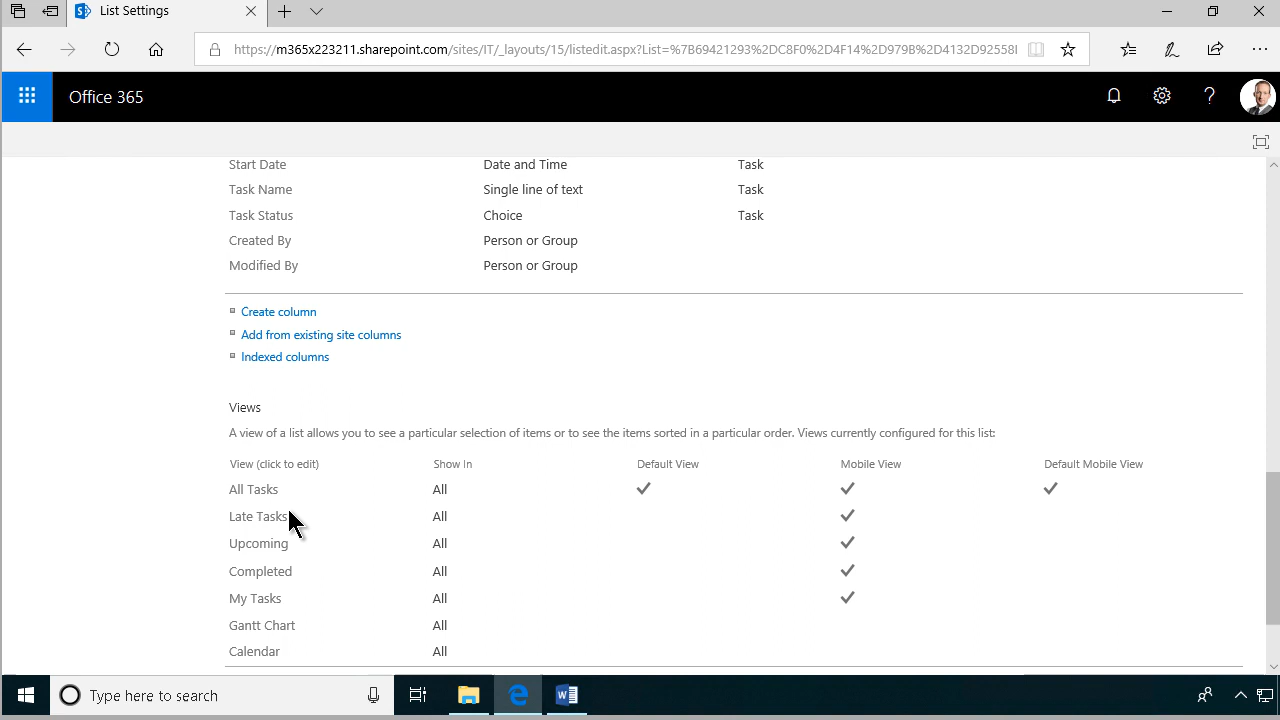 List Settings
https://m365x223211.sharepoint.com/sites/IT/_layouts/15/listedit.aspx?List=%7B69421293%2DC8F0%2D4F14%2D979B%2D4132D92558I
Office 365
Start Date Date and Time Task
Task Name Single line of text Task
Task Status Choice Task
Created By Person or Group
Modified By Person or Group
Create column
Add from existing site columns
Indexed columns
Views
A view of a list allows you to see a particular selection of items or to see the items sorted in a particular order. Views currently configured for this list:
View (click to edit) Show In Default View Mobile View Default Mobile View
All Tasks All
Late Tasks All
Upcoming All
Completed All
My Tasks All
Gantt Chart All
Calendar All
Type here to search